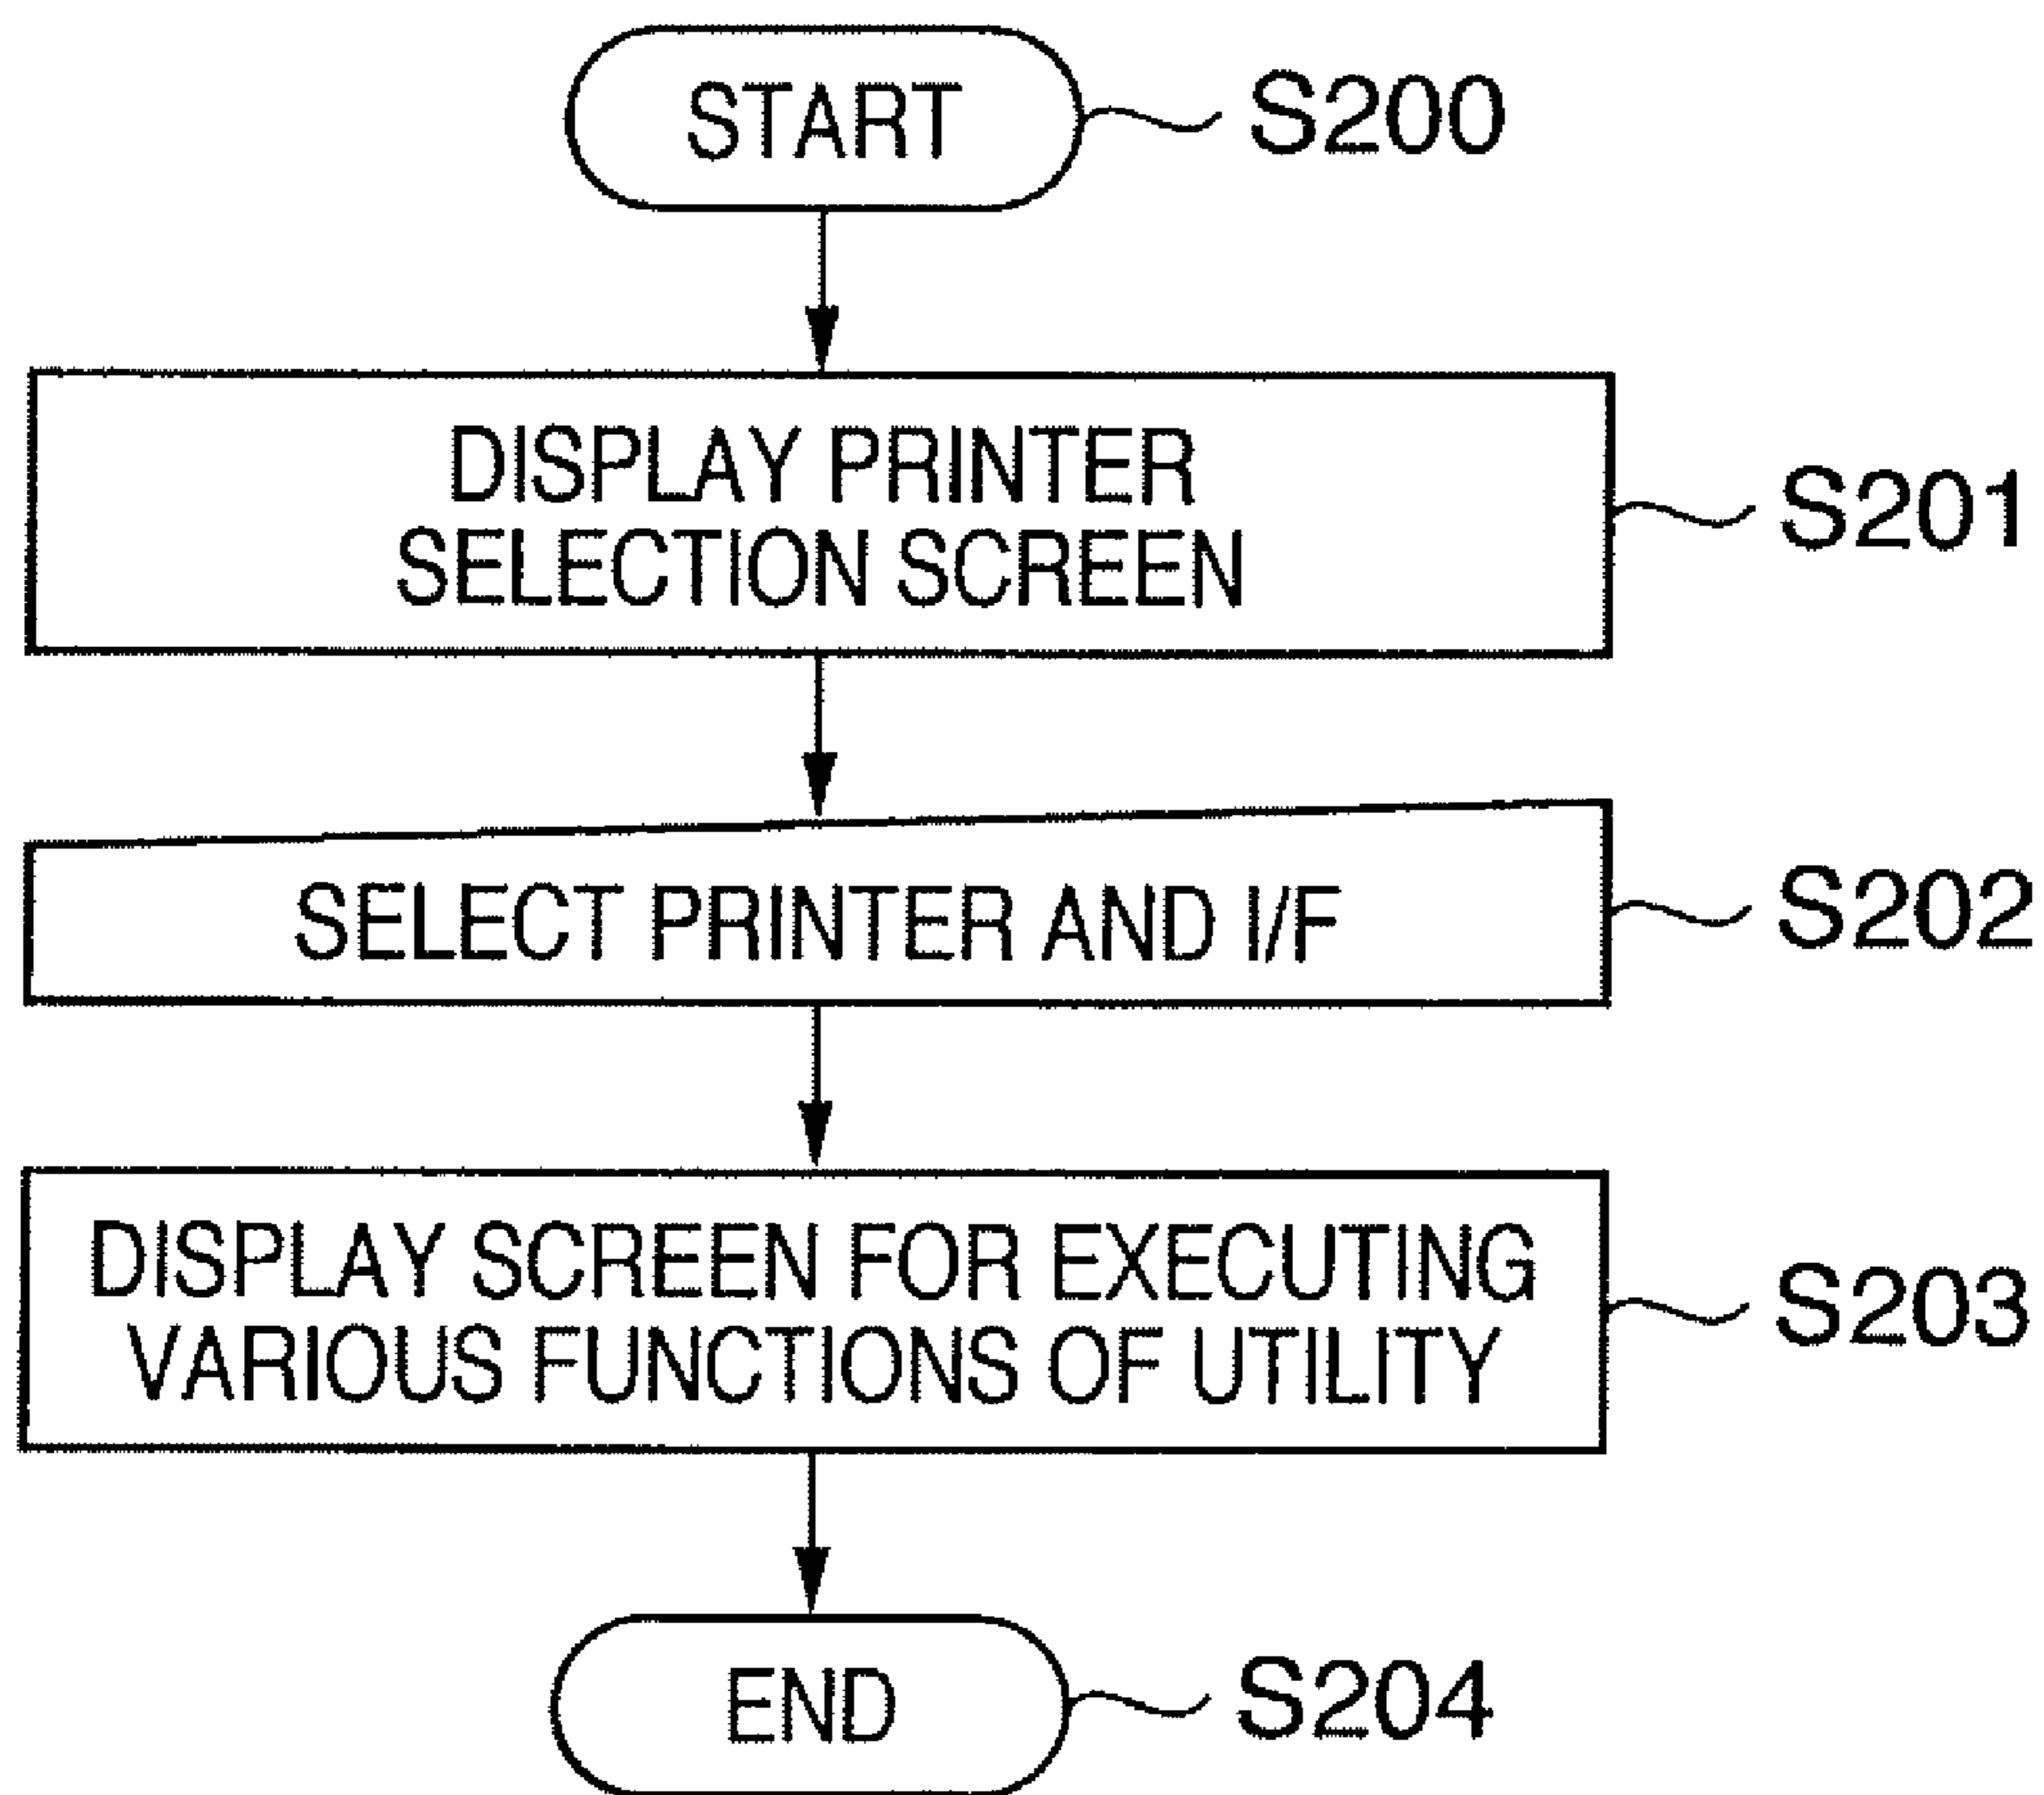 START
S200
DISPLAY PRINTER
SELECTION SCREEN
S201
SELECT PRINTER AND I/F
S202
DISPLAY SCREEN FOR EXECUTING
VARIOUS FUNCTIONS OF UTILITY
S203
END
S204